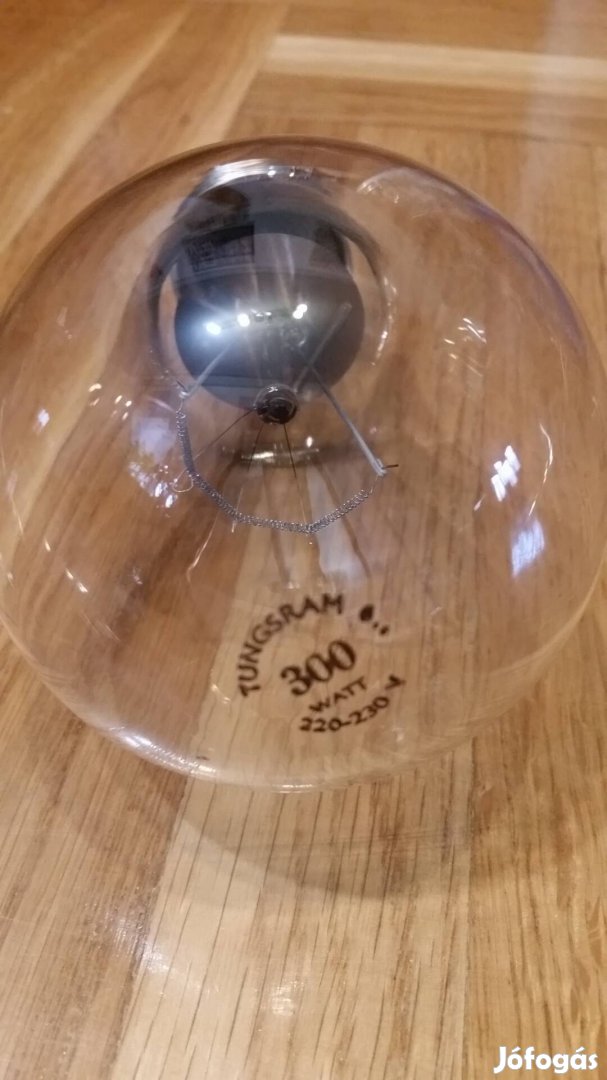 TUNGSRAM
300
WATT
220-230 V
Jófogás